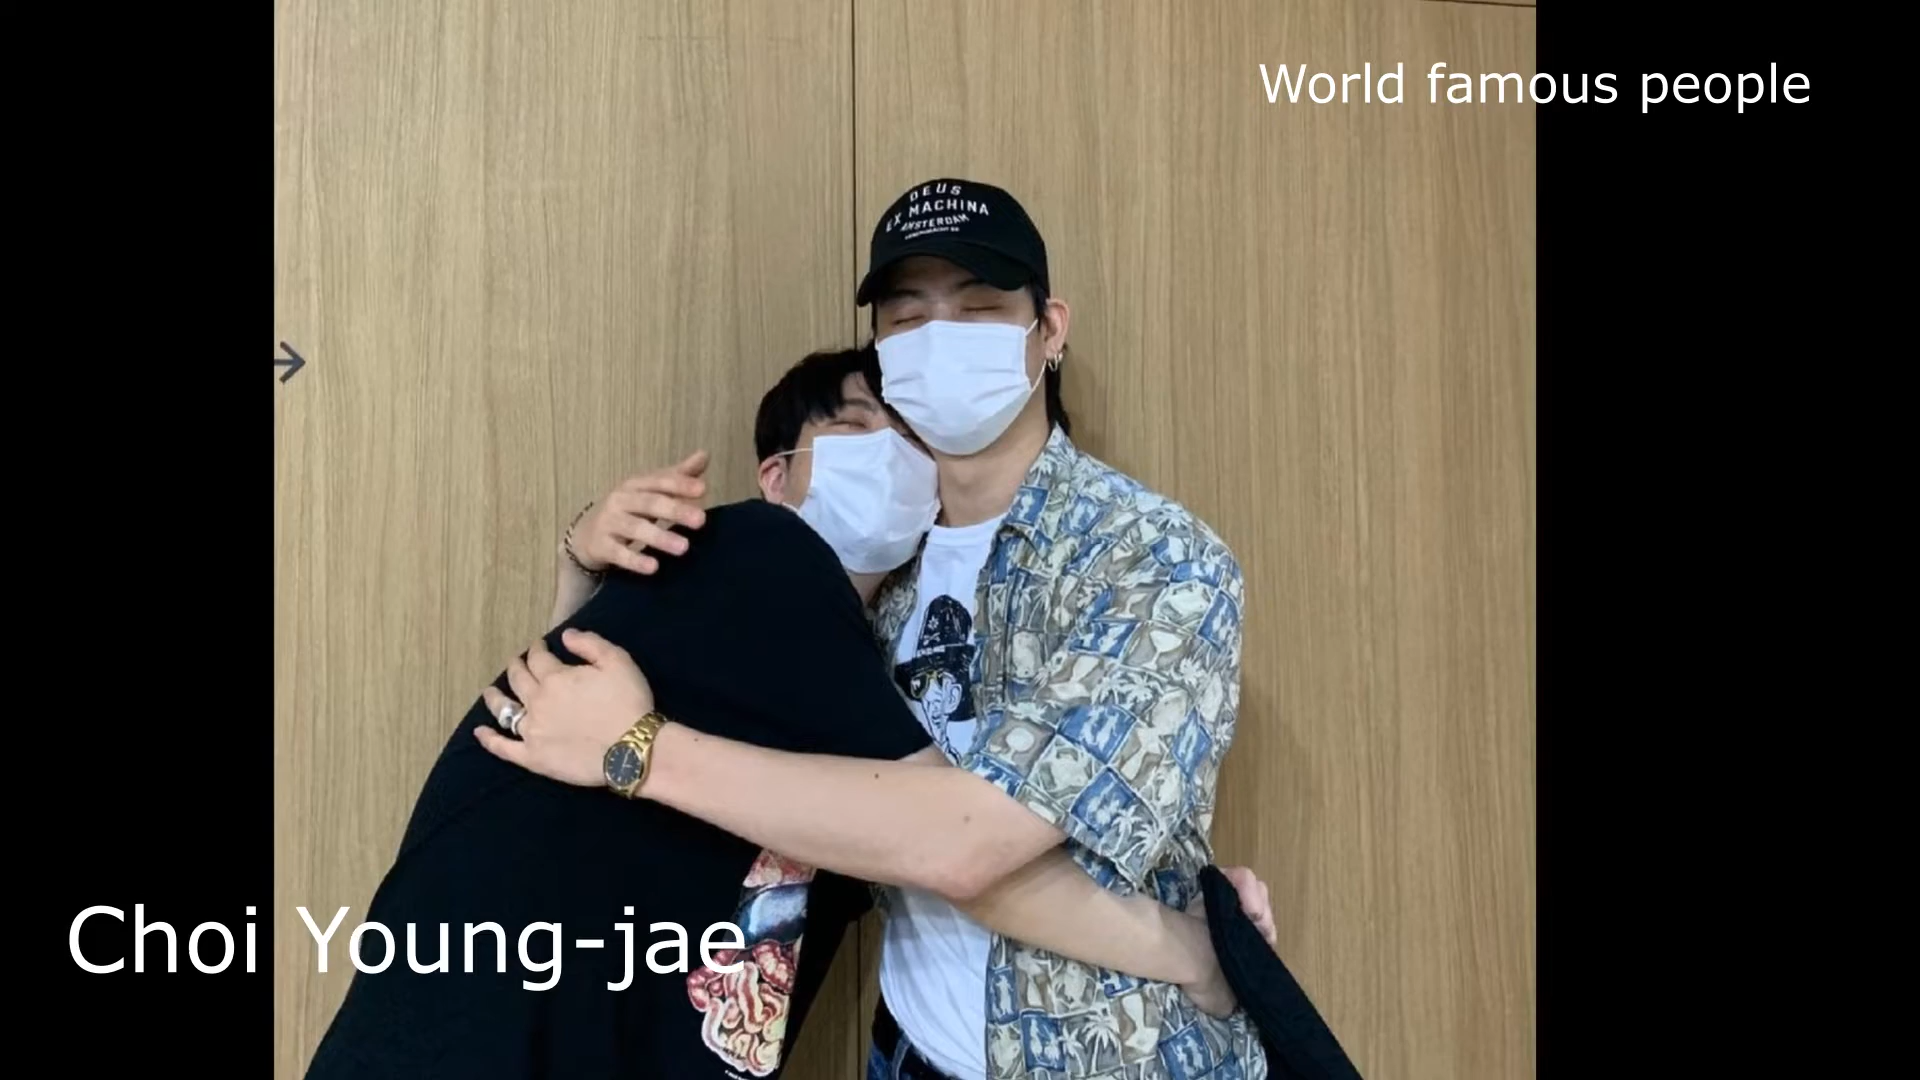 World famous people
DEUS
EX MACHINA
AMSTERDAM
Choi Young-jae